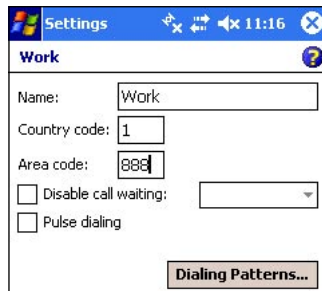 Settings 11:16
Work
Name: Work
Country code: 1
Area code: 888
Disable call waiting:
Pulse dialing
Dialing Patterns...